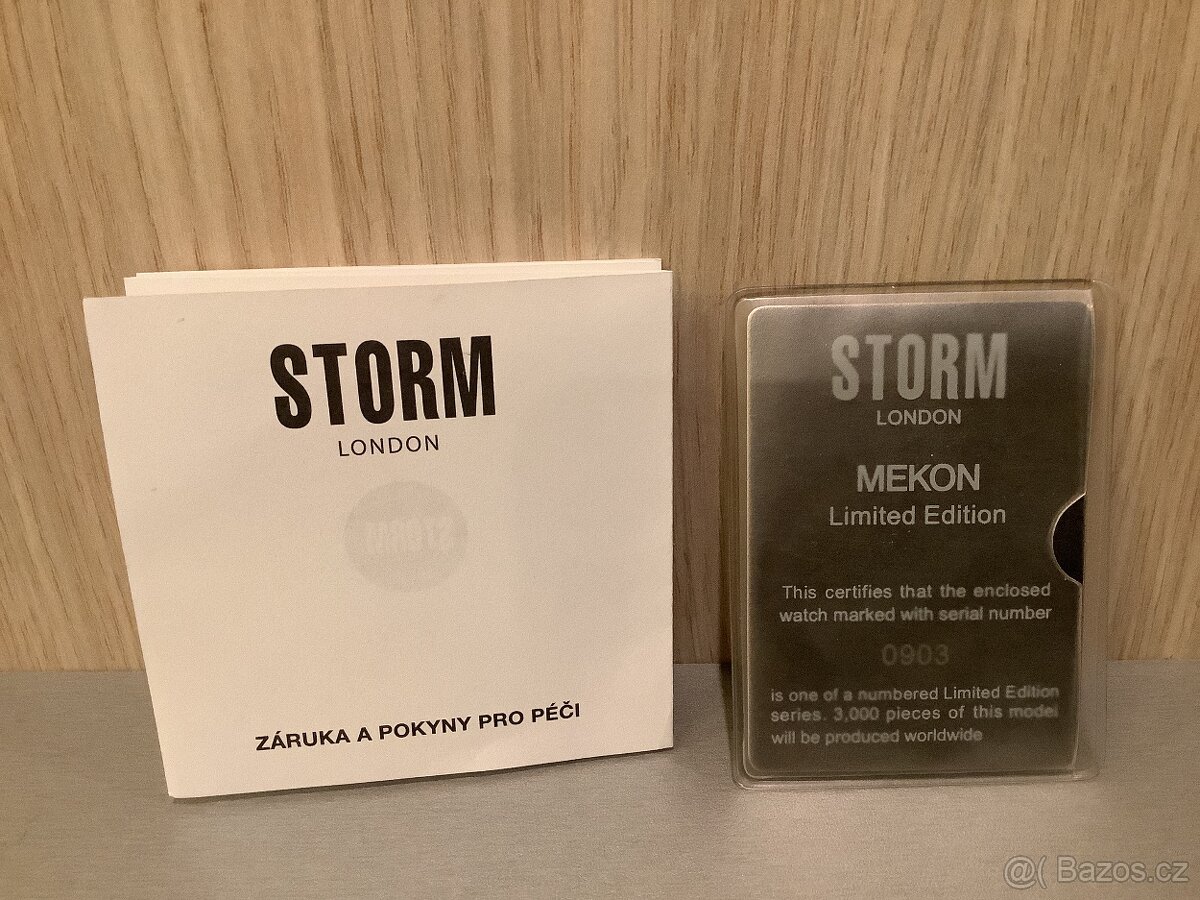 STORM
LONDON
ZÁRUKA A POKYNY PRO PÉČI
STORM
LONDON
MEKON
Limited Edition
This certifies that the enclosed
watch marked with serial number
0903
is one of a numbered Limited Edition
series. 3,000 pieces of this model
will be produced worldwide
@( Bazos.cz